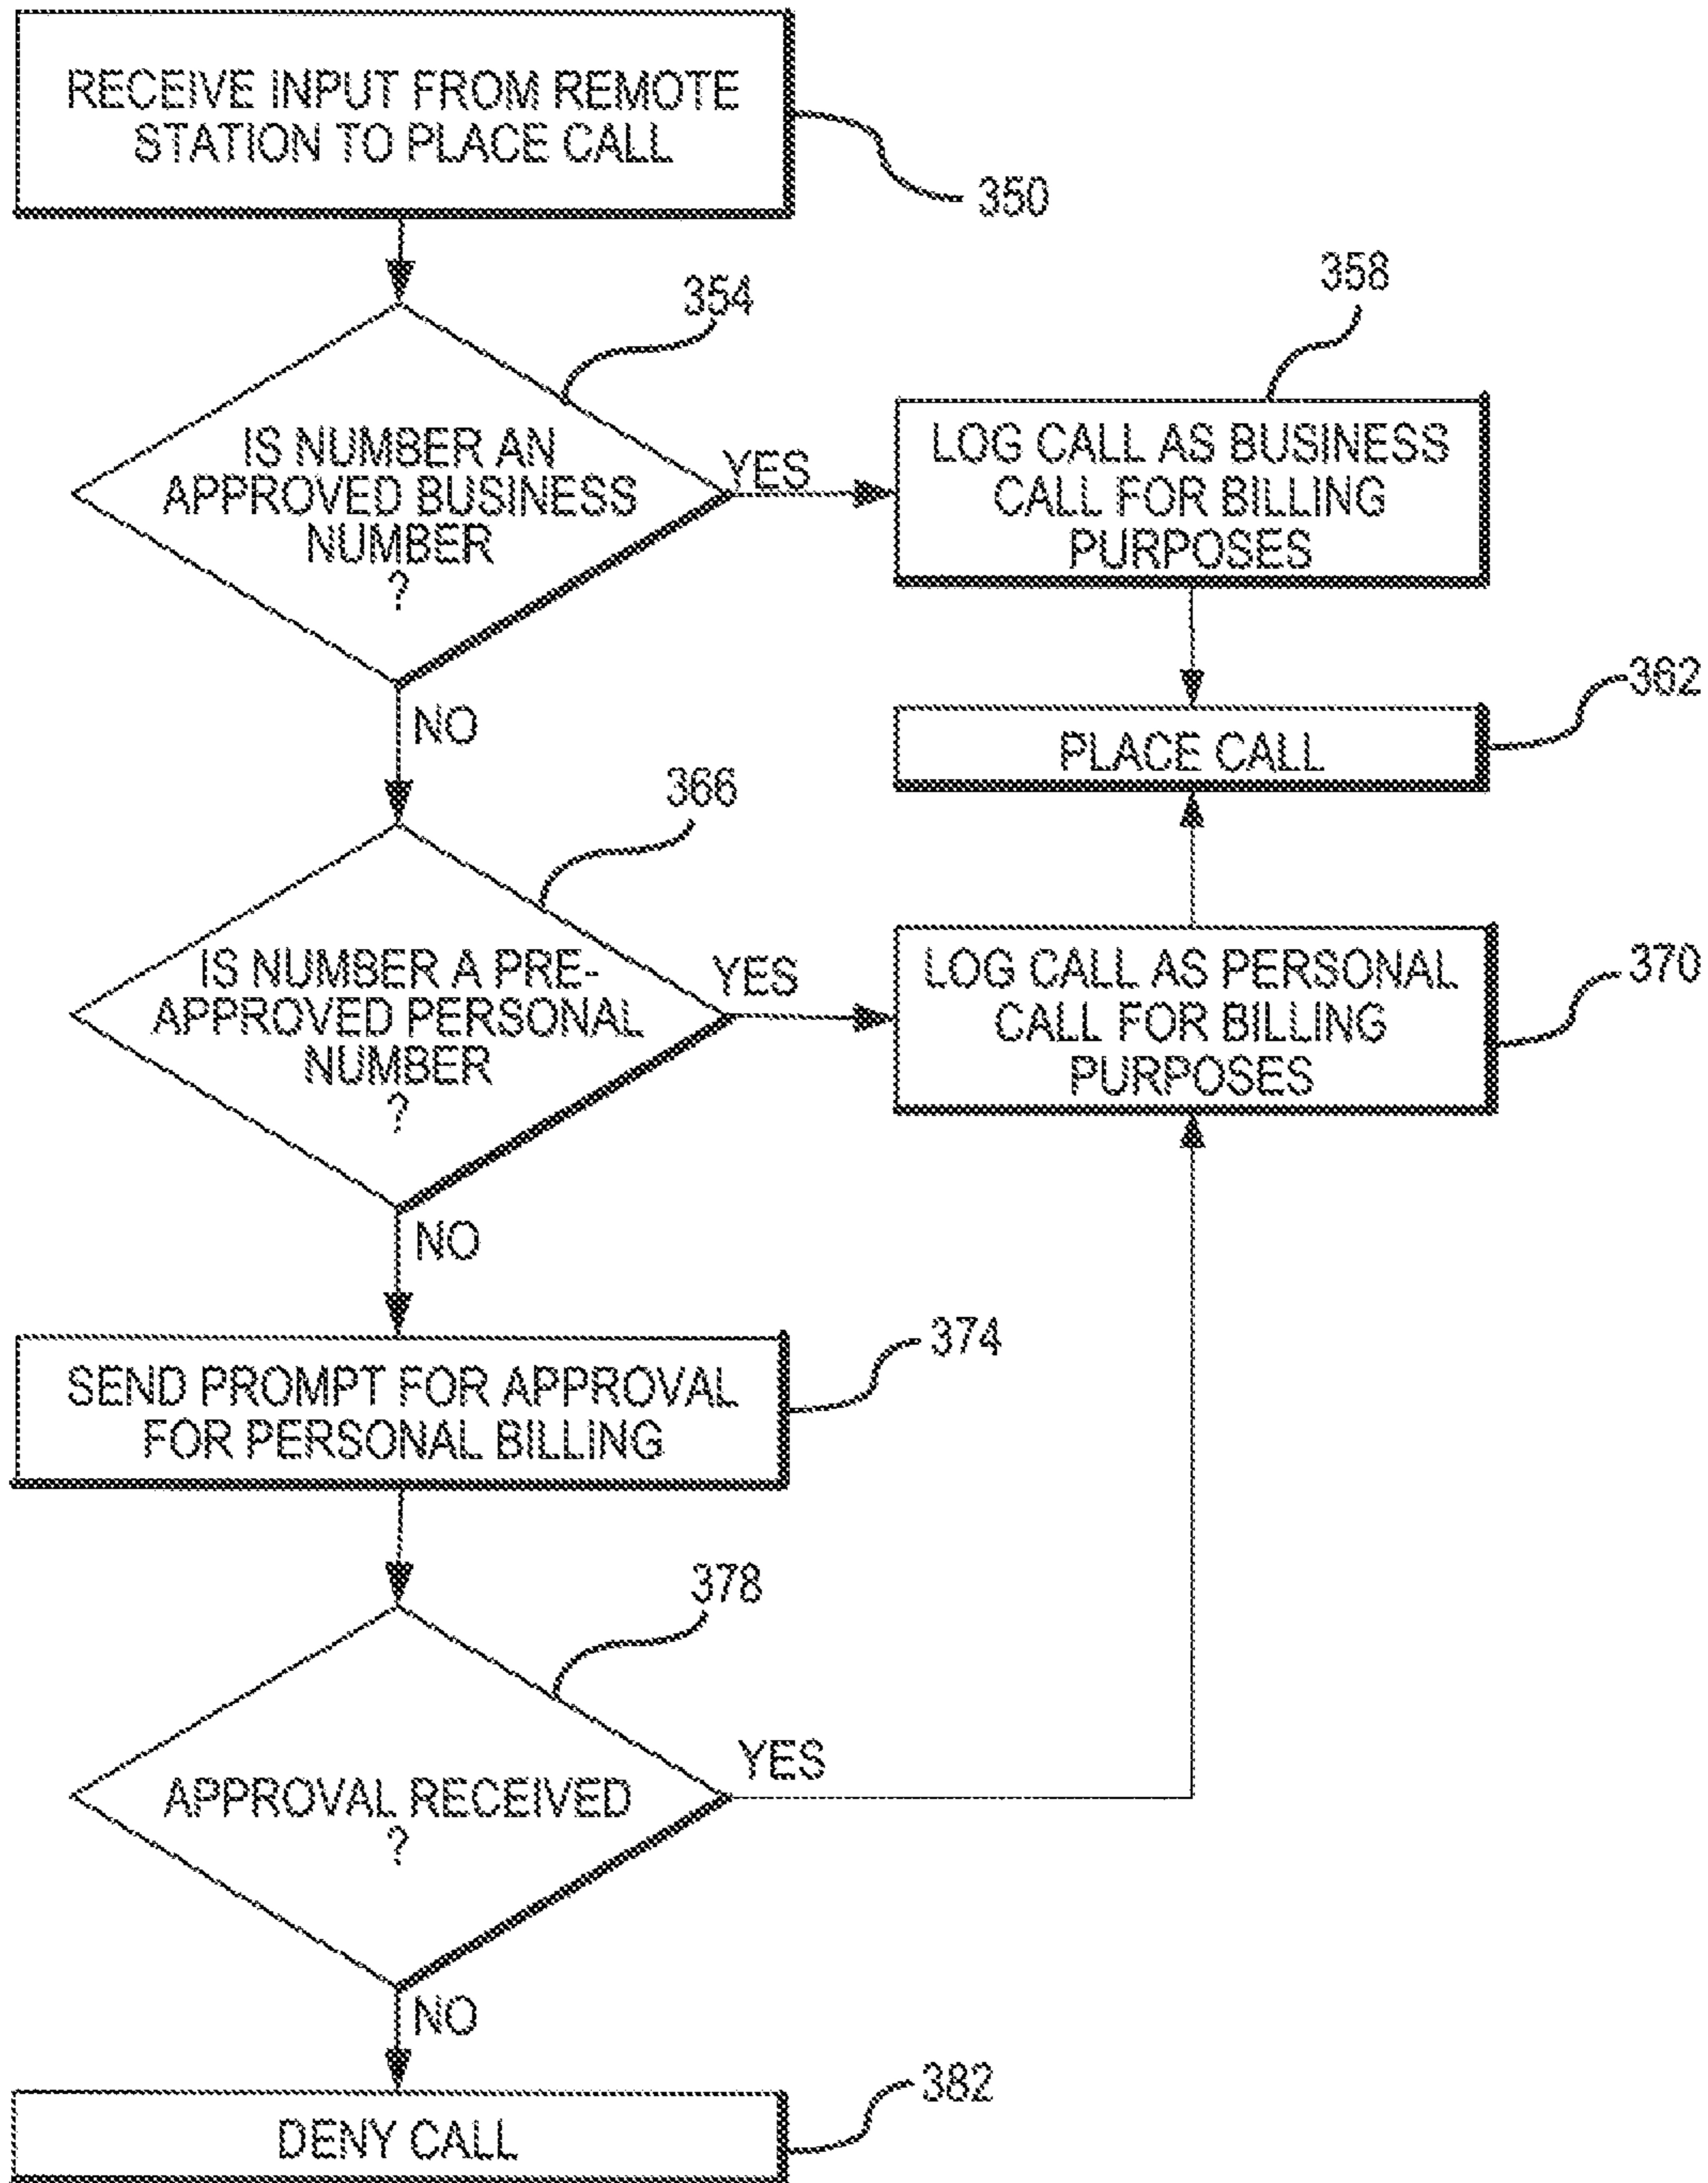 RECEIVE INPUT FROM REMOTE
STATION TO PLACE CALL
350
354
358
IS NUMBER AN
APPROVED BUSINESS
NUMBER
?
YES
LOG CALL AS BUSINESS
CALL FOR BILLING
PURPOSES
NO
362
PLACE CALL
366
IS NUMBER A PRE-
APPROVED PERSONAL
NUMBER
?
YES
LOG CALL AS PERSONAL
CALL FOR BILLING
PURPOSES
370
NO
374
SEND PROMPT FOR APPROVAL
FOR PERSONAL BILLING
378
APPROVAL RECEIVED
?
YES
NO
382
DENY CALL